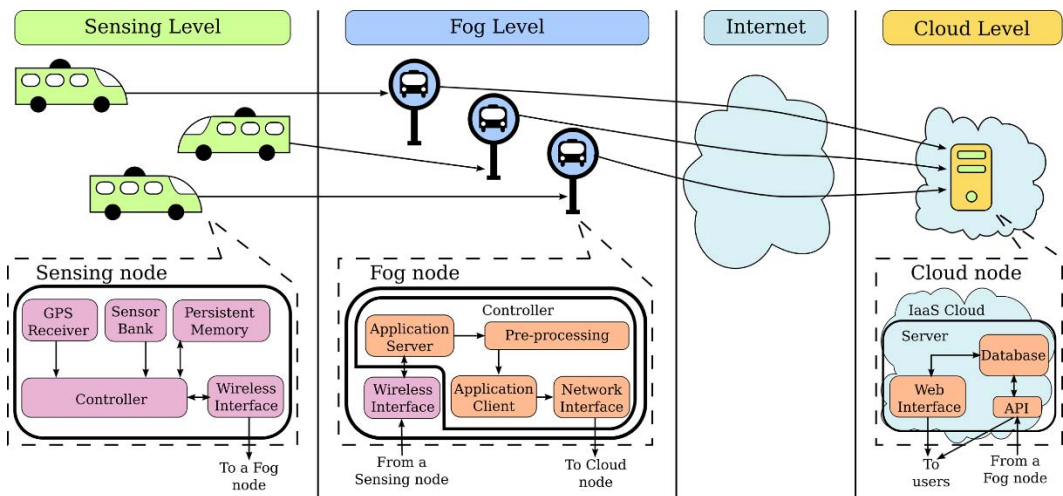 Sensing Level
Fog Level
Internet
Cloud Level
Sensing node
GPS
Receiver
Sensor
Bank
Persistent
Memory
Controller
Wireless
Interface
To a Fog
node
Fog node
Controller
Application
Server
Pre-processing
Wireless
Interface
Application
Client
Network
Interface
From a
Sensing node
To Cloud
node
Cloud node
IaaS Cloud
Server
Database
Web
Interface
API
To
users
From a
Fog node